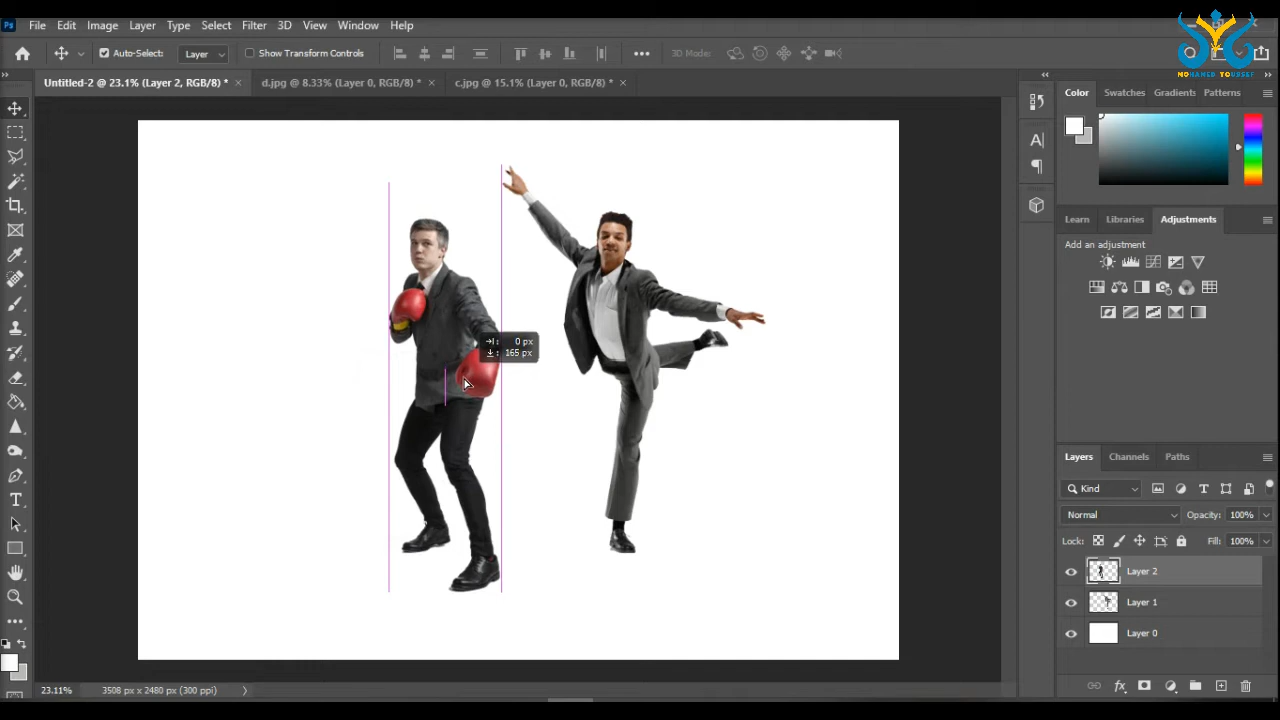 Ps File Edit Image Layer Type Select Filter 3D View Window Help
Auto-Select: Layer Show Transform Controls 3D Mode:
MOHAMED YOUSSEF
Untitled-2 @ 23.1% (Layer 2, RGB/8) * d.jpg @ 8.33% (Layer 0, RGB/8) * c.jpg @ 15.1% (Layer 0, RGB/8) *
Color Swatches Gradients Patterns
Learn Libraries Adjustments
Add an adjustment
0 px
165 px
Layers Channels Paths
Kind
Normal Opacity: 100%
Lock: Fill: 100%
Layer 2
Layer 1
Layer 0
23.11% 3508 px x 2480 px (300 ppi)